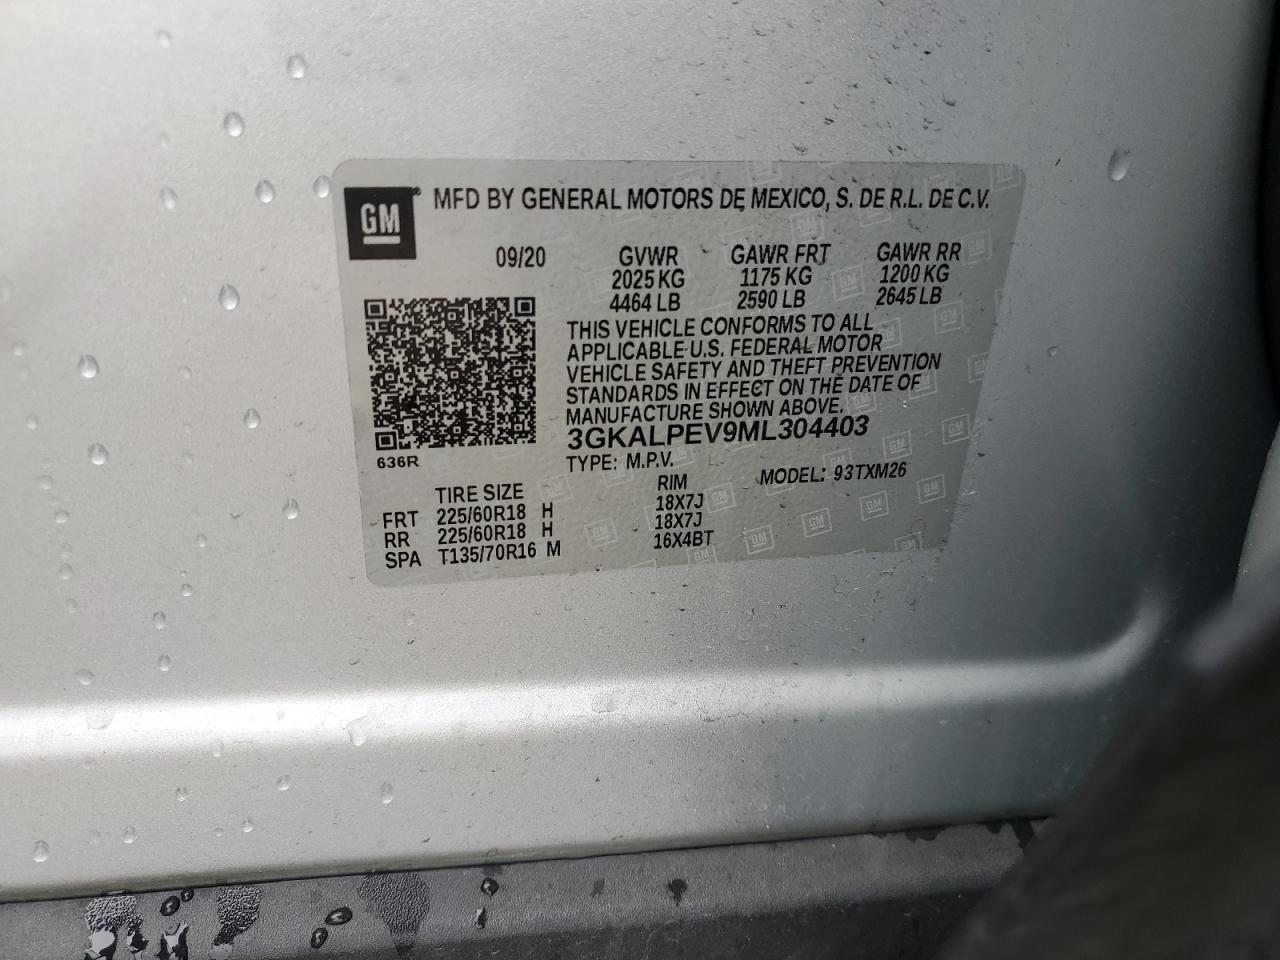 GM
MFD BY GENERAL MOTORS DE MEXICO, S. DE R.L. DE C.V.
09/20 GVWR GAWR FRT GAWR RR
2025 KG 1175 KG 1200 KG
4464 LB 2590 LB 2645 LB
THIS VEHICLE CONFORMS TO ALL
APPLICABLE U.S. FEDERAL MOTOR
VEHICLE SAFETY AND THEFT PREVENTION
STANDARDS IN EFFECT ON THE DATE OF
MANUFACTURE SHOWN ABOVE.
3GKALPEV9ML304403
636R
TYPE: M.P.V. MODEL: 93TXM26
TIRE SIZE RIM
FRT 225/60R18 H 18X7J
RR 225/60R18 H 18X7J
SPA T135/70R16 M 16X4BT